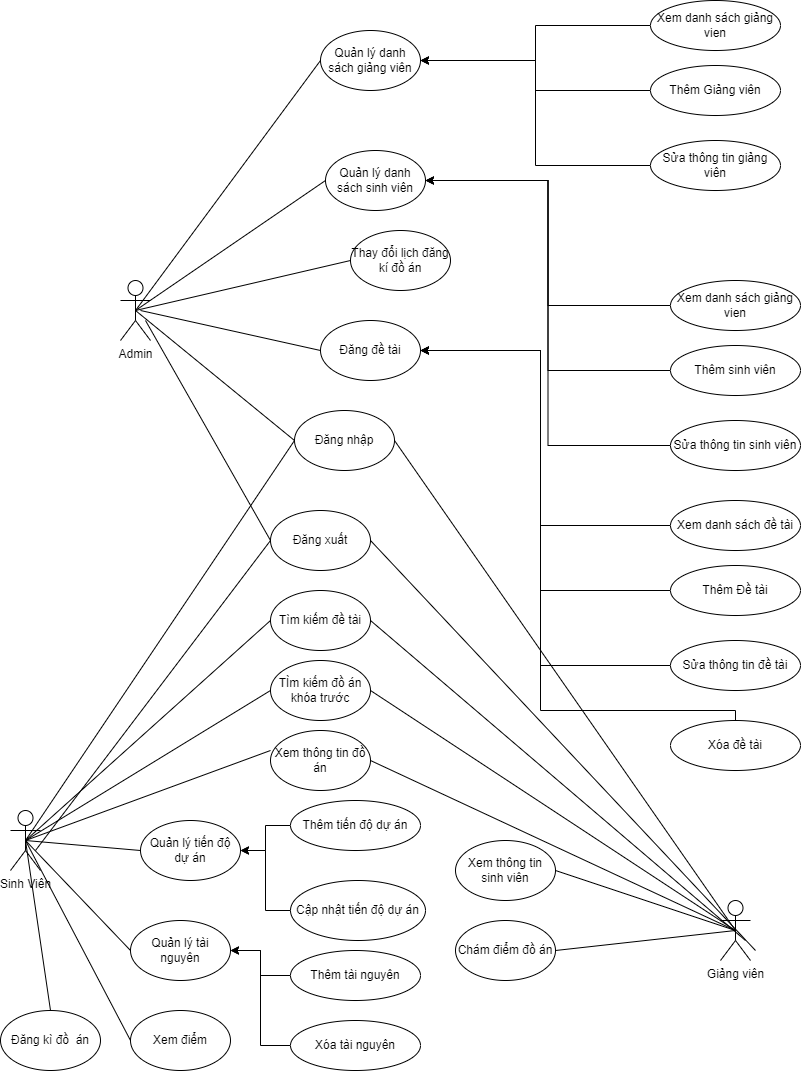 Xem danh sách giảng
vien
Quản lý danh
sách giảng viên
Thêm Giảng viên
Sửa thông tin giảng
viên
Quản lý danh
sách sinh viên
Thay đổi lịch đăng
kí đồ án
Xem danh sách giảng
vien
Admin
Đăng đề tài
Thêm sinh viên
Đăng nhập
Sửa thông tin sinh viên
Xem danh sách đề tài
Đăng xuất
Thêm Đề tài
Tìm kiếm đề tài
Sửa thông tin đề tài
TÌm kiếm đồ án
khóa trước
Xóa đề tài
Xem thông tin đồ
án
Thêm tiến độ dự án
Quản lý tiến độ
dự án
Xem thông tin
sinh viên
Sinh Viên
Cập nhật tiến độ dự án
Quản lý tài
nguyên
Chám điểm đồ án
Giảng viên
Thêm tài nguyên
Đăng kì đồ  án
Xem điểm
Xóa tài nguyên